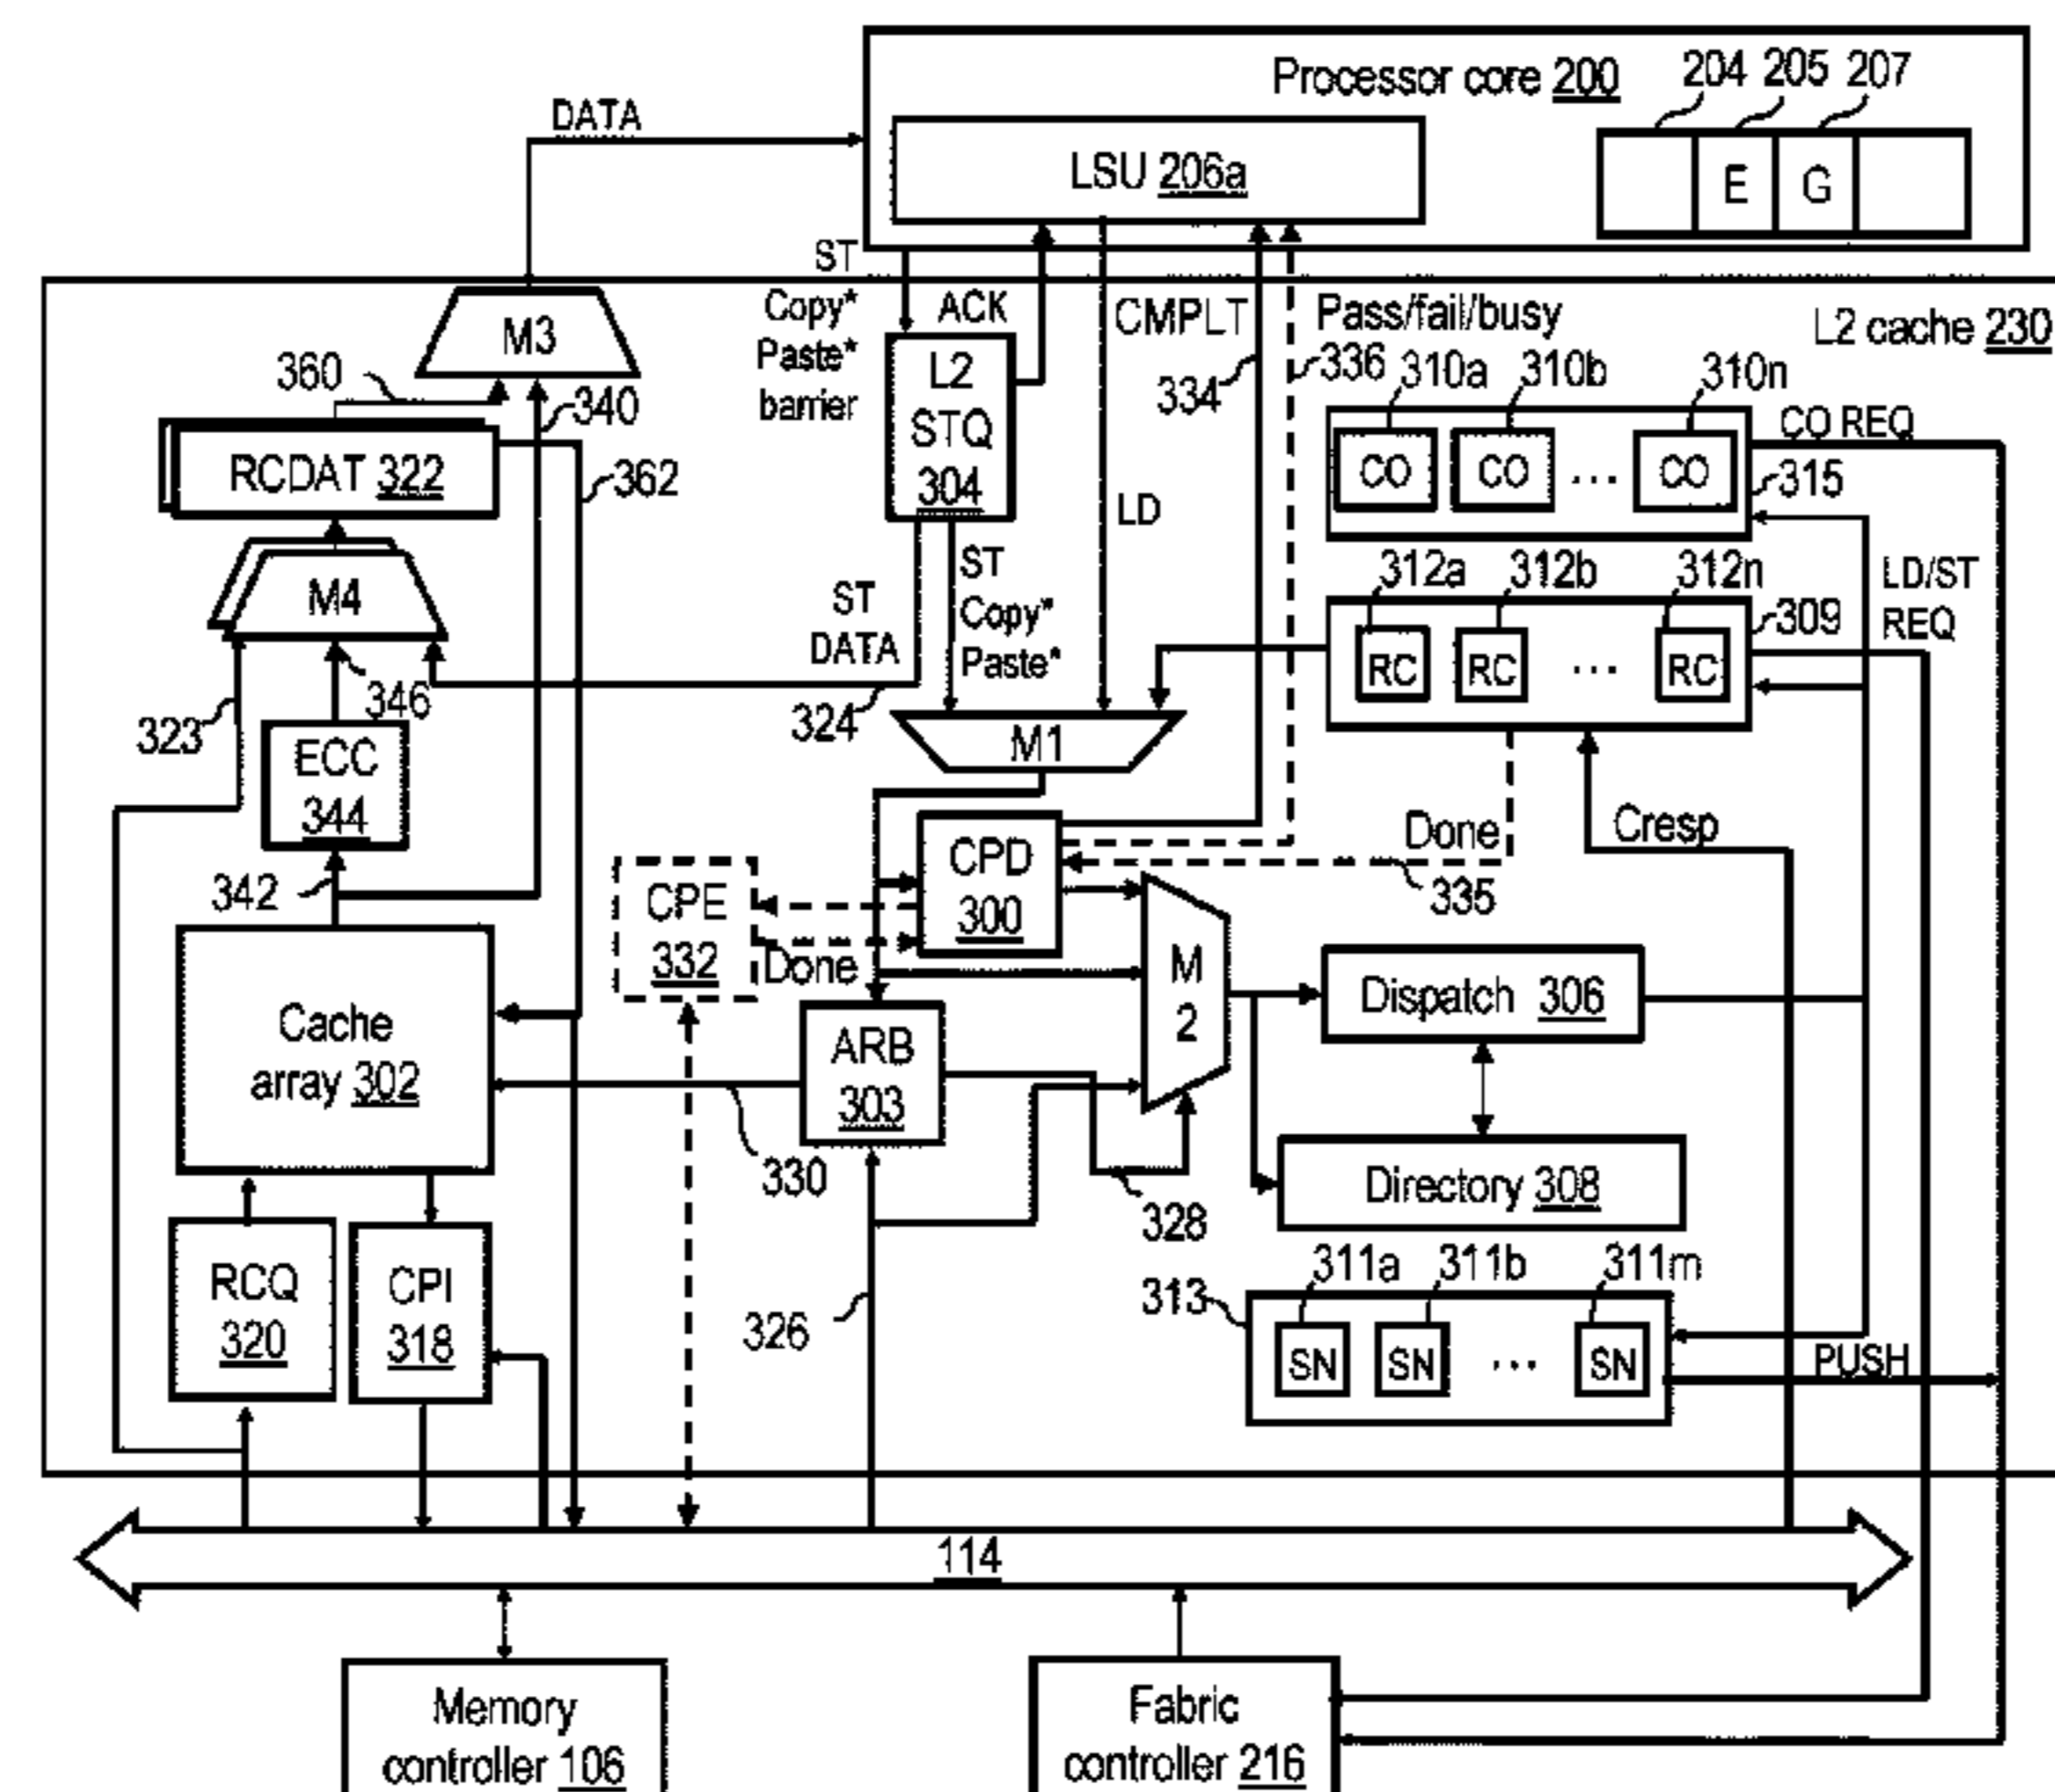 Processor core 200
204 205 207
DATA
LSU 206a
E G
ST
Copy*
Paste*
barrier
ACK
CMPLT
Pass/fail/busy
L2 cache 230
M3
360
340
L2
STQ
304
334
336
310a 310b 310n
CO CO ... CO
CO REQ
315
RCDAT 322
362
LD
M4
ST
DATA
ST
Copy*
Paste*
312a 312b 312n
RC RC ... RC
309
LD/ST
REQ
323
346
324
M1
ECC
344
342
CPE
332
Done
CPD
300
Done
335
Cresp
M
2
Dispatch 306
Cache
array 302
ARB
303
330
328
Directory 308
RCQ
320
CPI
318
326
313
311a 311b 311m
SN SN ... SN
PUSH
114
Memory
controller 106
Fabric
controller 216